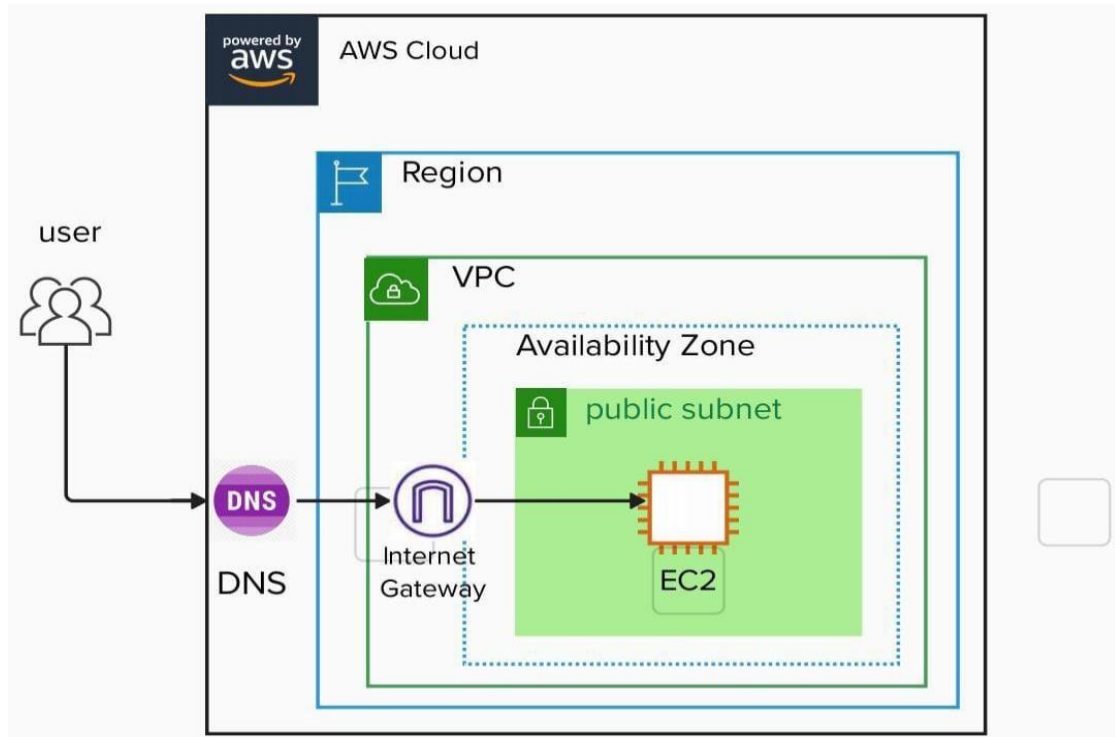 powered by
aws
AWS Cloud
Region
user
VPC
Availability Zone
public subnet
DNS
DNS
Internet
Gateway
EC2